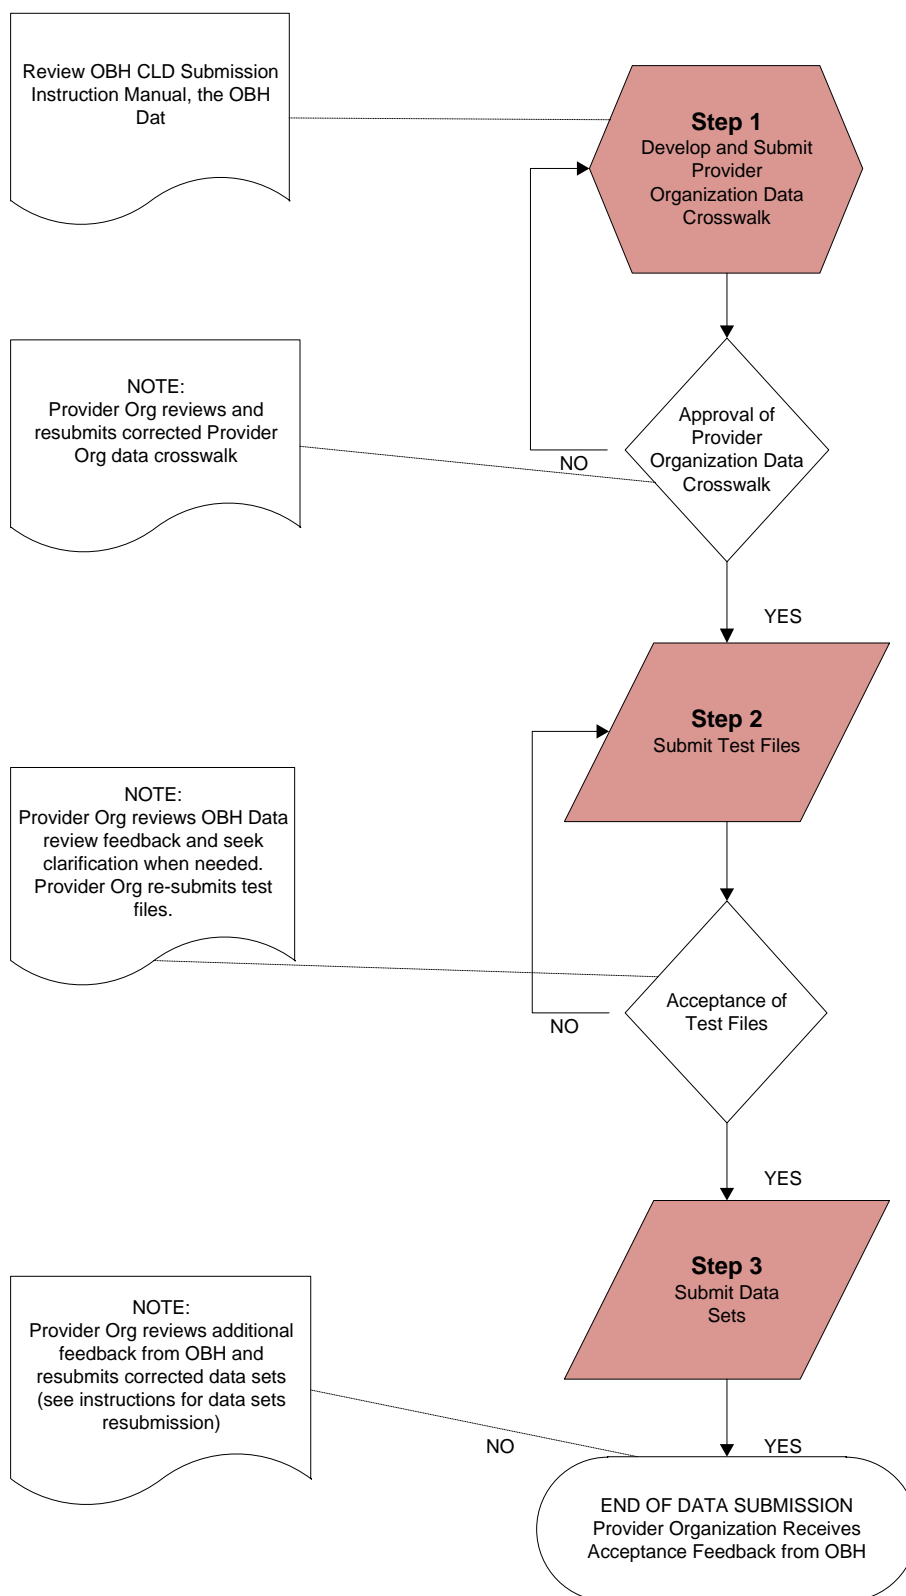 Review OBH CLD Submission
Instruction Manual, the OBH
Dat
Step 1
Develop and Submit
Provider
Organization Data
Crosswalk
NOTE:
Provider Org reviews and
resubmits corrected Provider
Org data crosswalk
Approval of
Provider
Organization Data
Crosswalk
NO
YES
Step 2
Submit Test Files
NOTE:
Provider Org reviews OBH Data
review feedback and seek
clarification when needed.
Provider Org re-submits test
files.
Acceptance of
Test Files
NO
YES
Step 3
Submit Data
Sets
NOTE:
Provider Org reviews additional
feedback from OBH and
resubmits corrected data sets
(see instructions for data sets
resubmission)
NO
YES
END OF DATA SUBMISSION
Provider Organization Receives
Acceptance Feedback from OBH